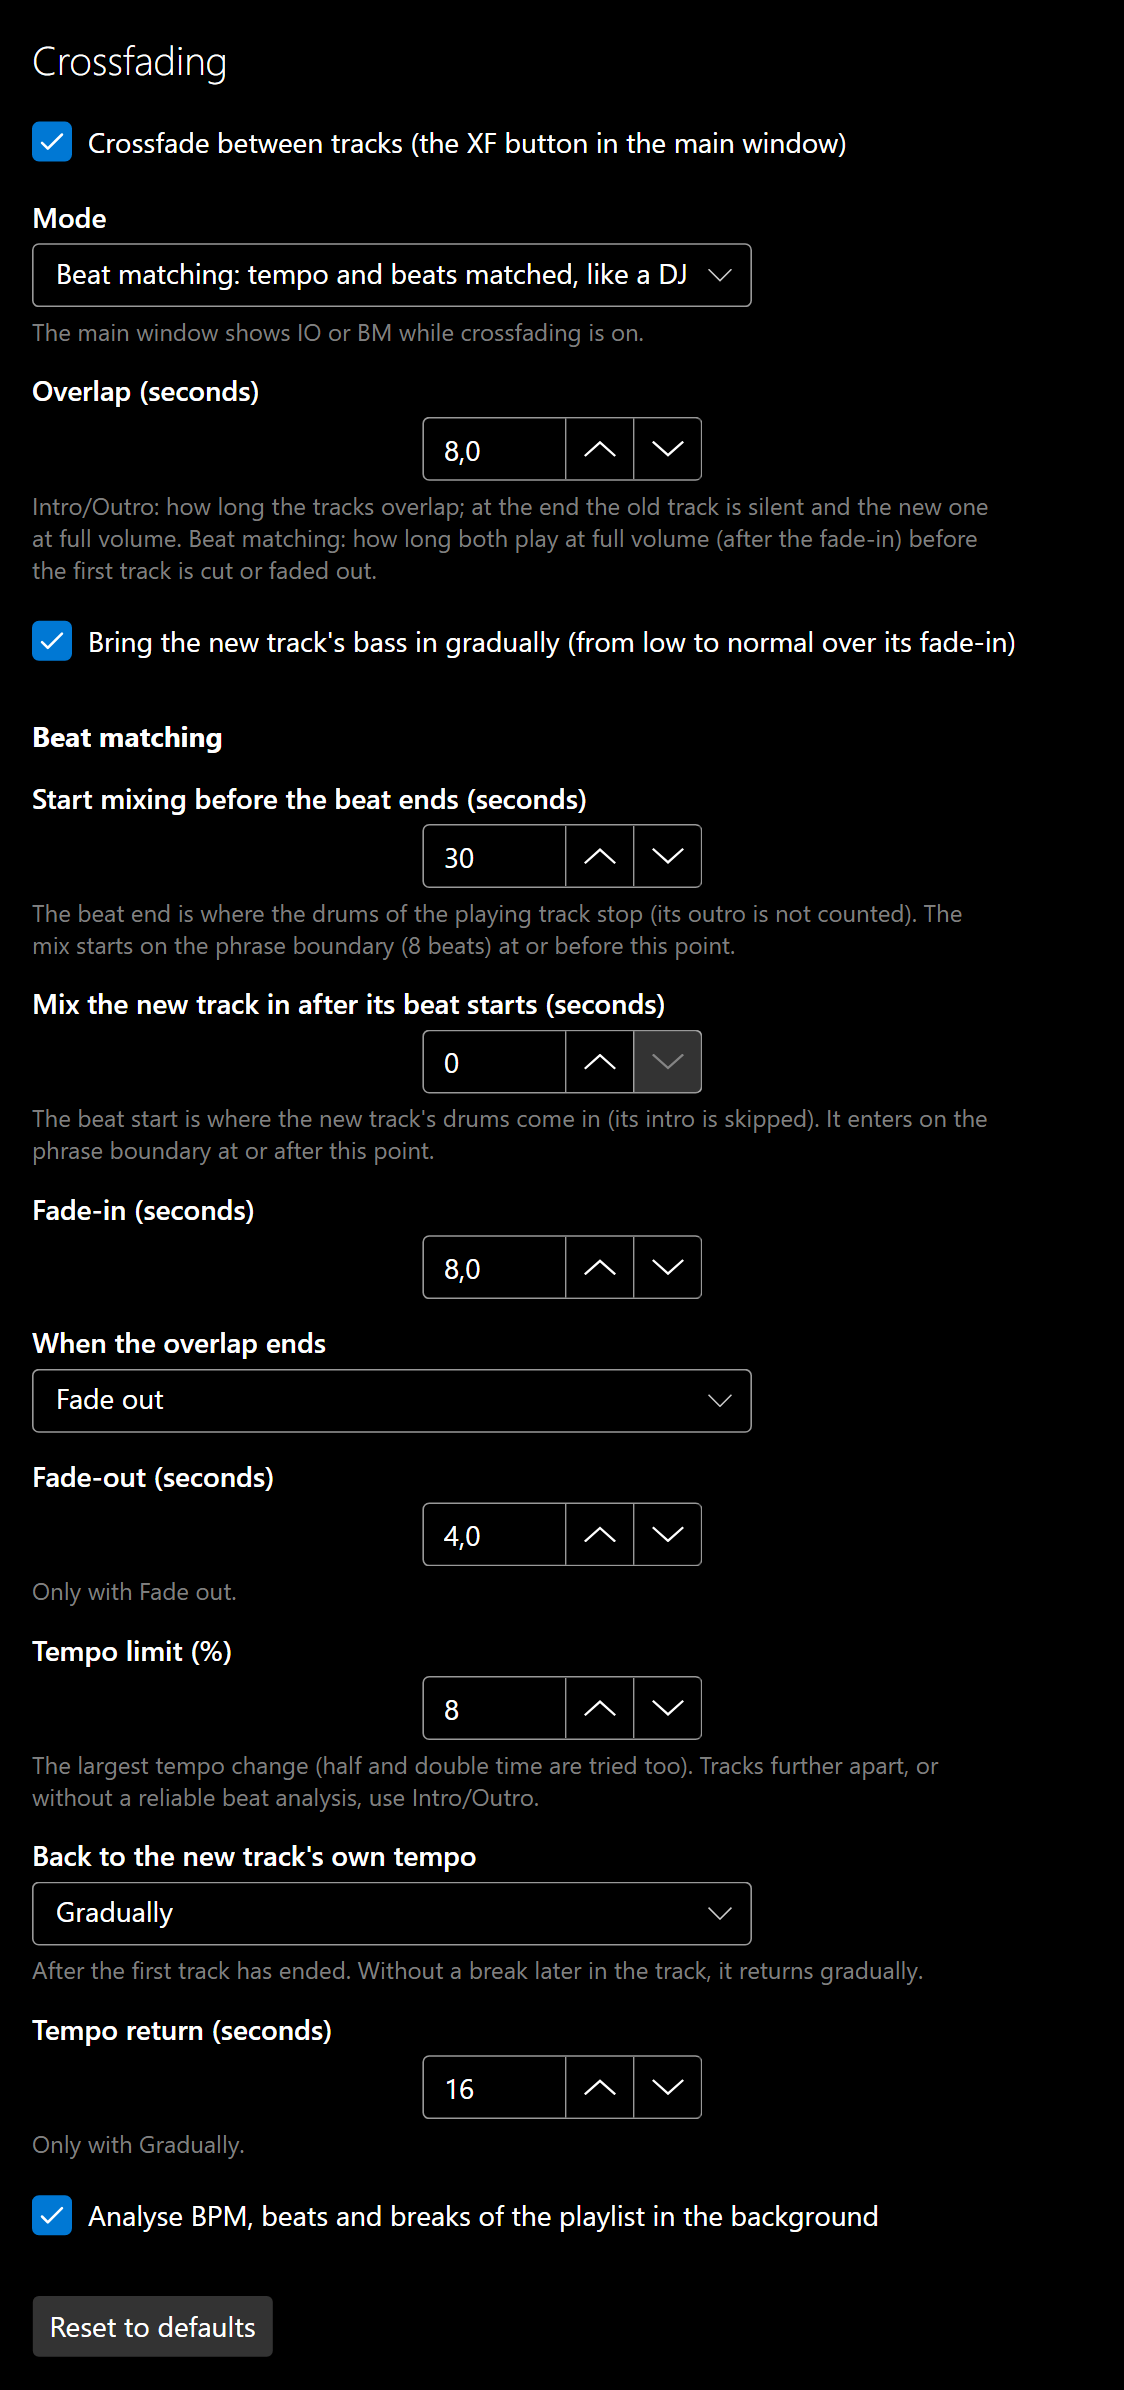 Crossfading
Crossfade between tracks (the XF button in the main window)
Mode
Beat matching: tempo and beats matched, like a DJ
The main window shows IO or BM while crossfading is on.
Overlap (seconds)
8,0
Intro/Outro: how long the tracks overlap; at the end the old track is silent and the new one
at full volume. Beat matching: how long both play at full volume (after the fade-in) before
the first track is cut or faded out.
Bring the new track's bass in gradually (from low to normal over its fade-in)
Beat matching
Start mixing before the beat ends (seconds)
30
The beat end is where the drums of the playing track stop (its outro is not counted). The
mix starts on the phrase boundary (8 beats) at or before this point.
Mix the new track in after its beat starts (seconds)
0
The beat start is where the new track's drums come in (its intro is skipped). It enters on the
phrase boundary at or after this point.
Fade-in (seconds)
8,0
When the overlap ends
Fade out
Fade-out (seconds)
4,0
Only with Fade out.
Tempo limit (%)
8
The largest tempo change (half and double time are tried too). Tracks further apart, or
without a reliable beat analysis, use Intro/Outro.
Back to the new track's own tempo
Gradually
After the first track has ended. Without a break later in the track, it returns gradually.
Tempo return (seconds)
16
Only with Gradually.
Analyse BPM, beats and breaks of the playlist in the background
Reset to defaults